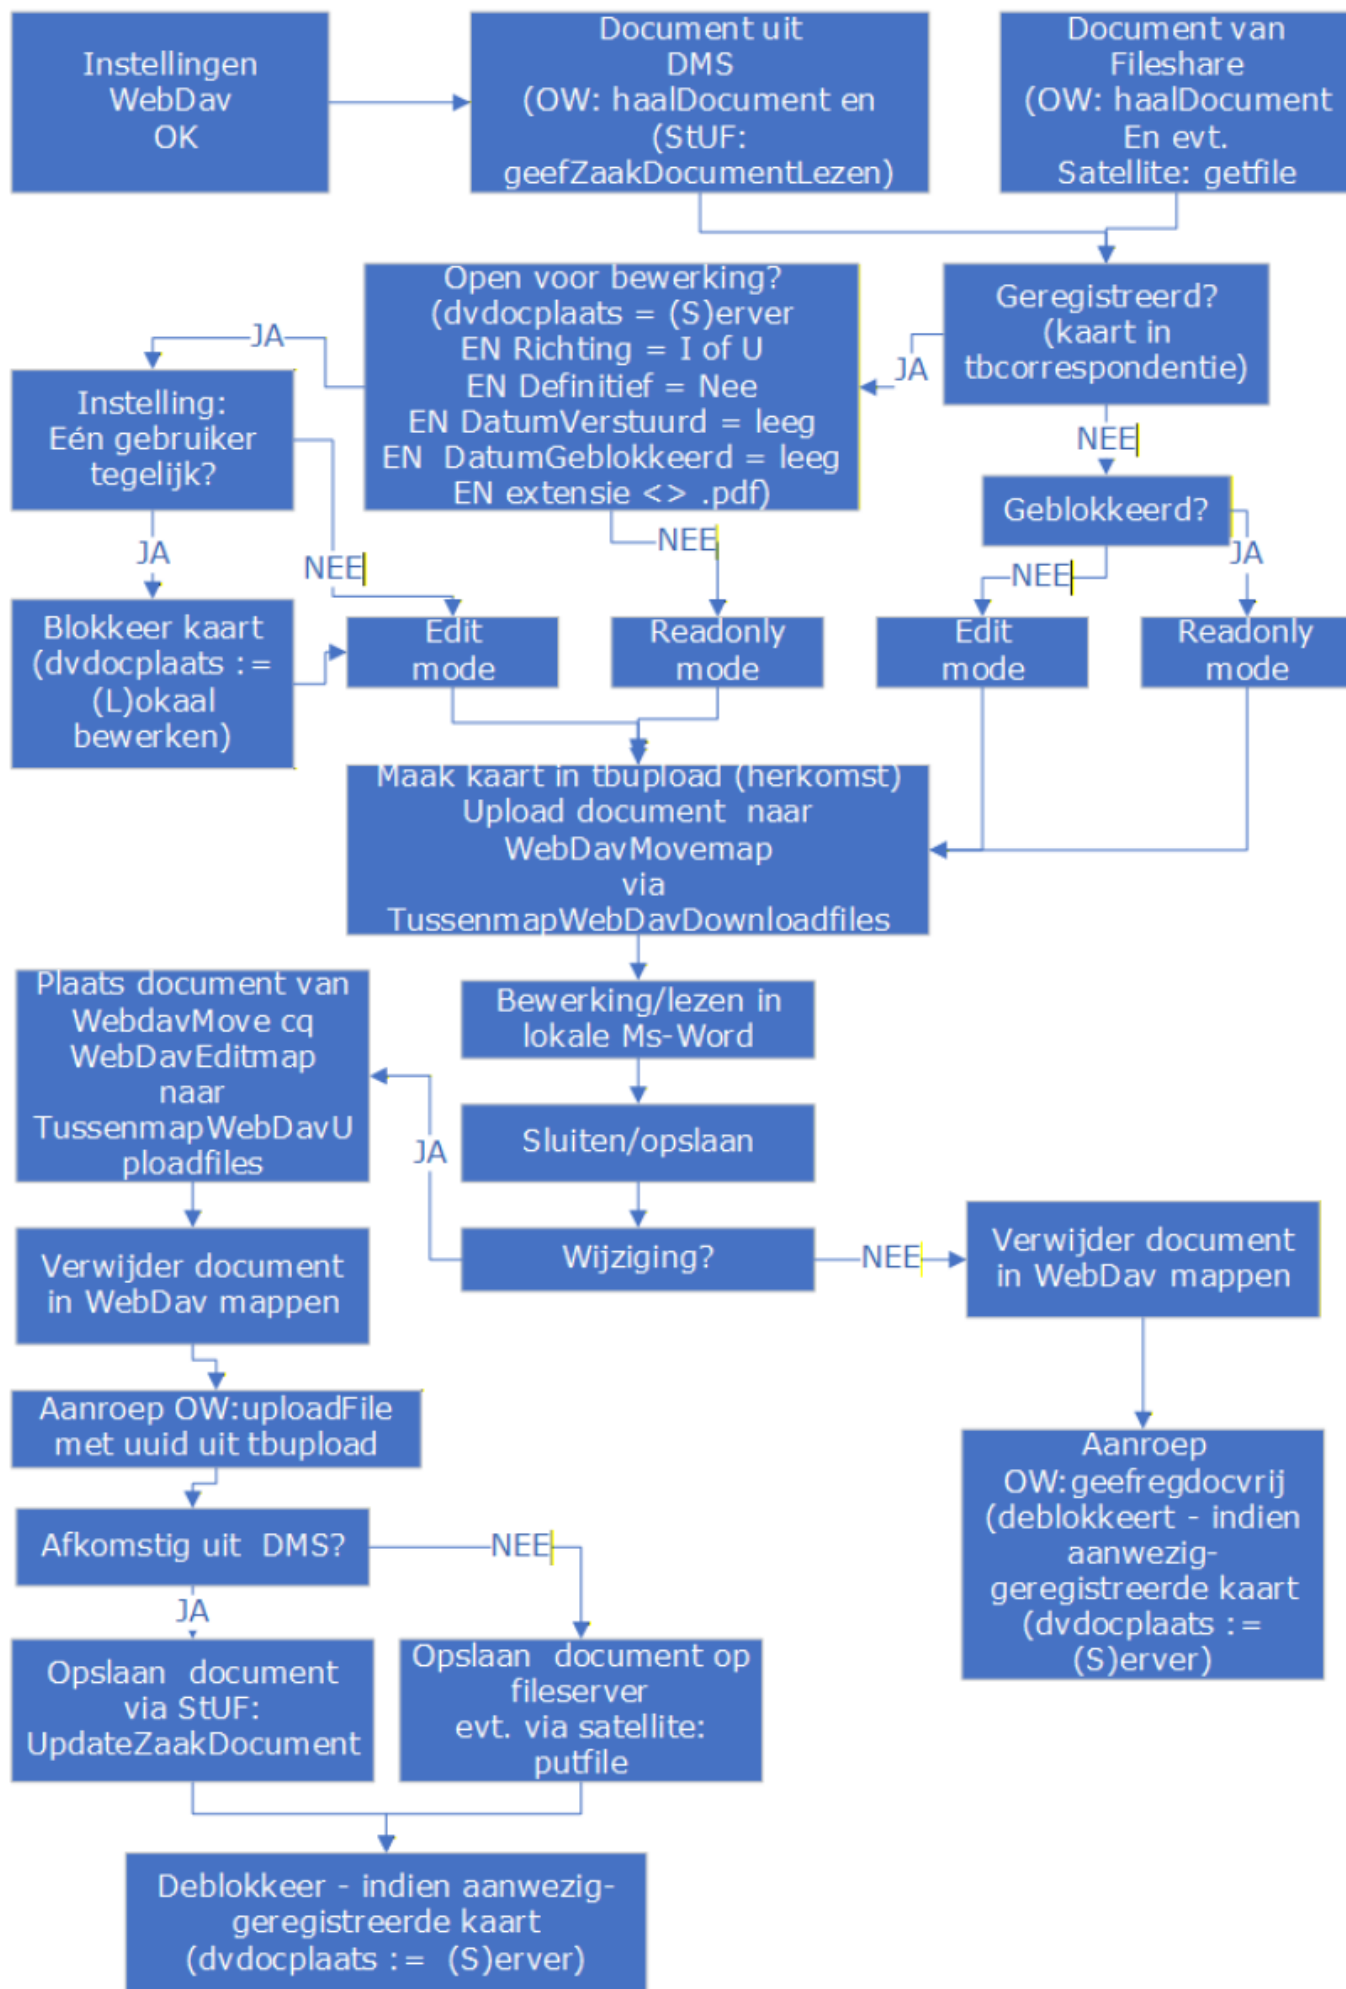 Instellingen
WebDav
OK
Document uit
DMS
(OW: haalDocument en
(StUF:
geefZaakDocumentLezen)
Document van
Fileshare
(OW: haalDocument
En evt.
Satellite: getfile
Geregistreerd?
(kaart in
tbcorrespondentie)
JA
NEE
Open voor bewerking?
(dvdocplaats = (S)erver
EN Richting = I of U
EN Definitief = Nee
EN DatumVerstuurd = leeg
EN  DatumGeblokkeerd = leeg
EN extensie <> .pdf)
JA
NEE
Instelling:
Eén gebruiker
tegelijk?
JA
NEE
Geblokkeerd?
NEE
JA
Blokkeer kaart
(dvdocplaats :=
(L)okaal
bewerken)
Edit
mode
Readonly
mode
Edit
mode
Readonly
mode
Maak kaart in tbupload (herkomst)
Upload document  naar
WebDavMovemap
via
TussenmapWebDavDownloadfiles
Bewerking/lezen in
lokale Ms-Word
Sluiten/opslaan
Wijziging?
JA
NEE
Plaats document van
WebdavMove cq
WebDavEditmap
naar
TussenmapWebDavU
ploadfiles
Verwijder document
in WebDav mappen
Verwijder document
in WebDav mappen
Aanroep OW:uploadFile
met uuid uit tbupload
Aanroep
OW:geefregdocvrij
(deblokkeert - indien
aanwezig-
geregistreerde kaart
(dvdocplaats :=
(S)erver)
Afkomstig uit  DMS?
NEE
JA
Opslaan  document
via StUF:
UpdateZaakDocument
Opslaan  document op
fileserver
evt. via satellite:
putfile
Deblokkeer - indien aanwezig-
geregistreerde kaart
(dvdocplaats :=  (S)erver)